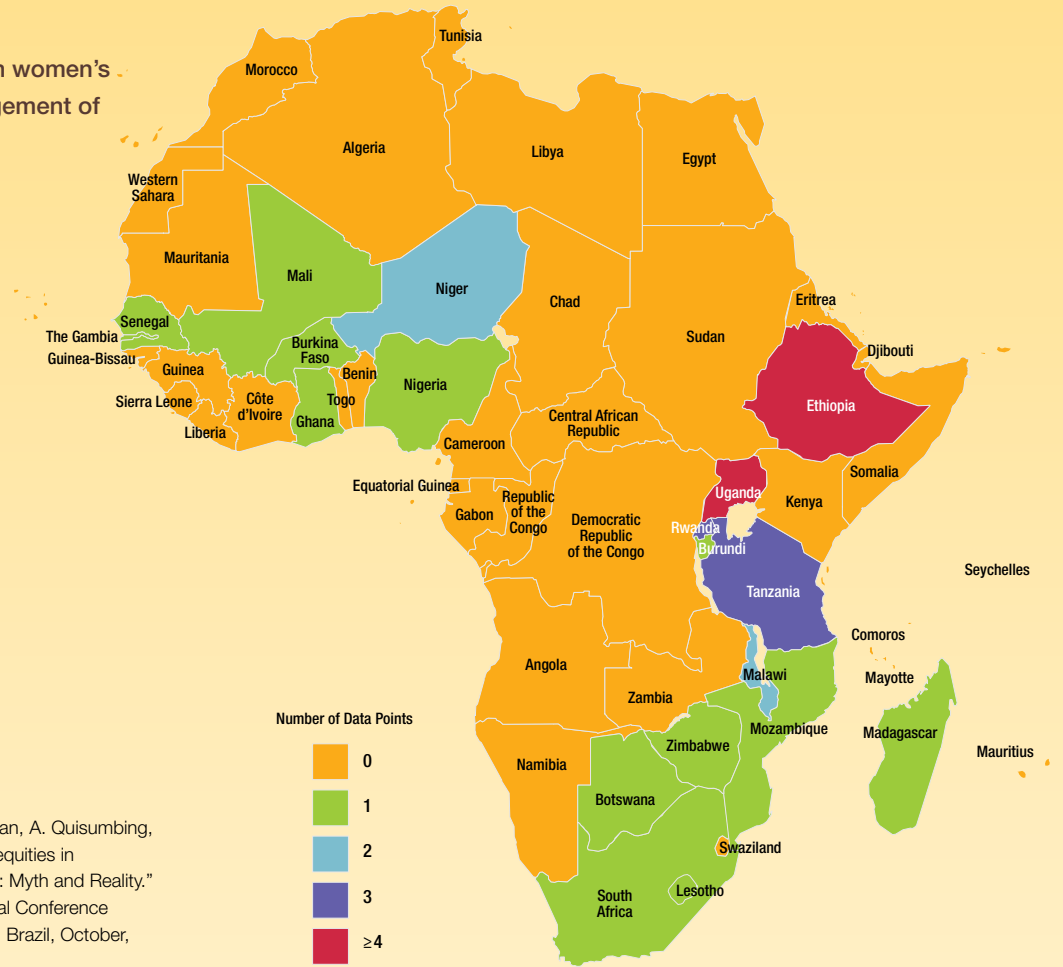 n women's
gement of
Tunisia
Morocco
Algeria
Libya
Egypt
Western
Sahara
Mauritania
Mali
Niger
Chad
Sudan
Eritrea
Djibouti
Senegal
The Gambia
Guinea-Bissau
Guinea
Sierra Leone
Liberia
Côte
d'Ivoire
Burkina
Faso
Ghana
Togo
Benin
Nigeria
Ethiopia
Somalia
Central African
Republic
Cameroon
Equatorial Guinea
Gabon
Republic
of the
Congo
Democratic
Republic
of the Congo
Uganda
Kenya
Rwanda
Burundi
Tanzania
Seychelles
Comoros
Mayotte
Angola
Zambia
Malawi
Mozambique
Madagascar
Mauritius
Namibia
Zimbabwe
Botswana
Swaziland
South
Africa
Lesotho
Number of Data Points
0
1
2
3
≥4
an, A. Quisumbing,
equities in
: Myth and Reality."
al Conference
Brazil, October,